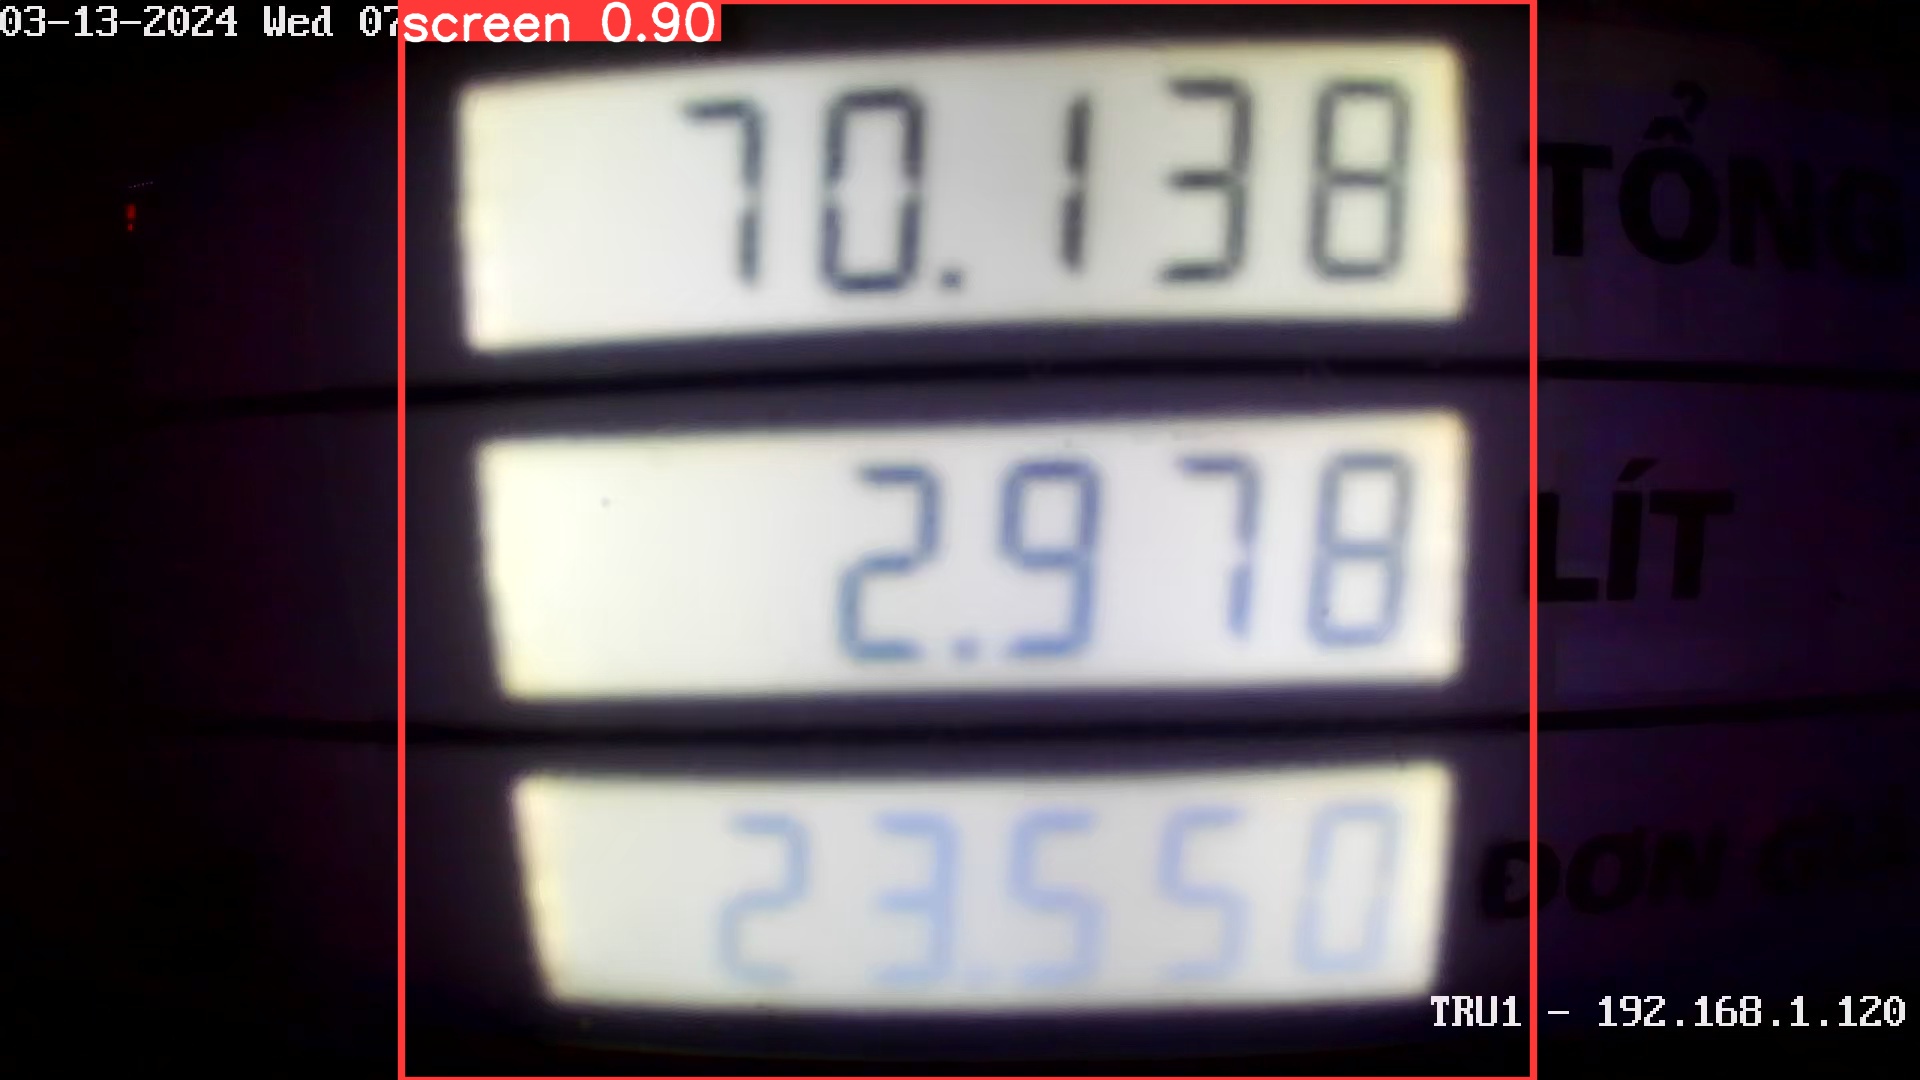 03-13-2024 Wed 07
screen 0.90
70.138
TỔNG
2.978
LÍT
23.550
ĐƠN
TRU1 - 192.168.1.120